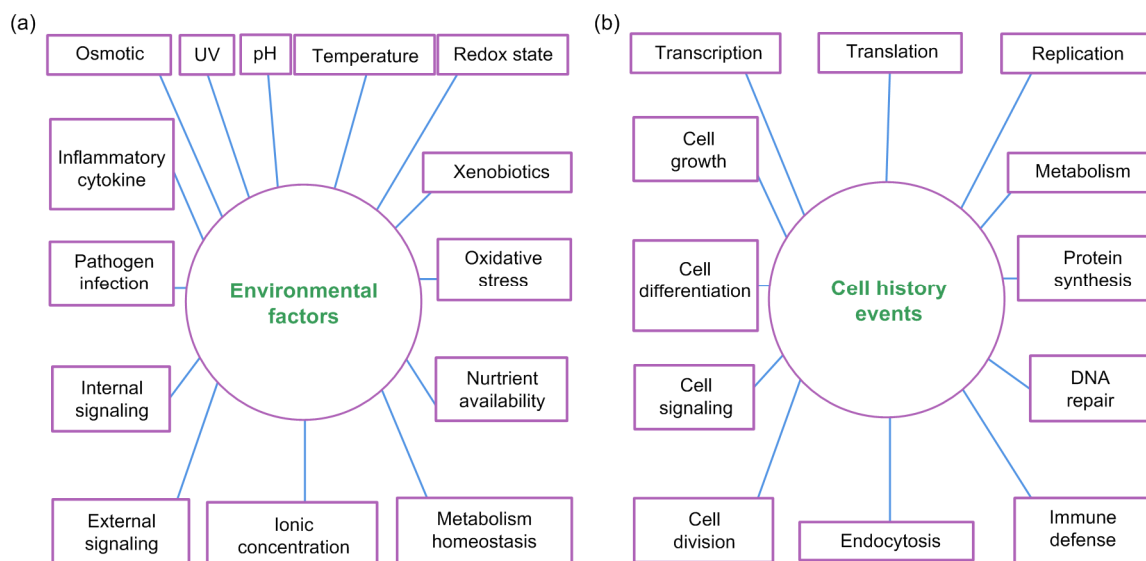 (a)
Osmotic
UV
pH
Temperature
Redox state
Inflammatory
cytokine
Xenobiotics
Pathogen
infection
Oxidative
stress
Environmental
factors
Internal
signaling
Nurtrient
availability
External
signaling
Ionic
concentration
Metabolism
homeostasis
(b)
Transcription
Translation
Replication
Cell
growth
Metabolism
Cell
differentiation
Protein
synthesis
Cell history
events
Cell
signaling
DNA
repair
Cell
division
Endocytosis
Immune
defense